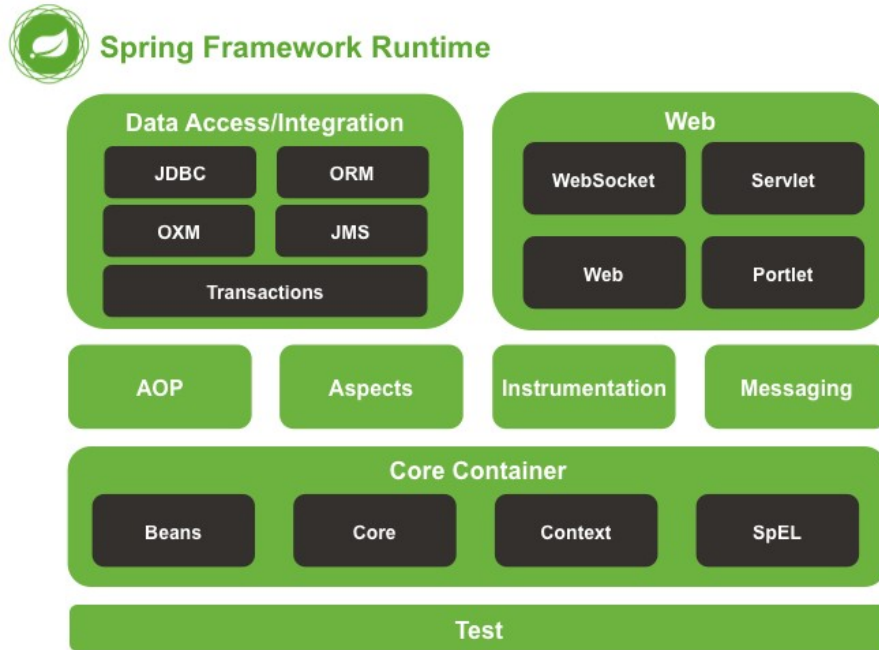 Spring Framework Runtime
Data Access/Integration
JDBC
ORM
OXM
JMS
Transactions
Web
WebSocket
Servlet
Web
Portlet
AOP
Aspects
Instrumentation
Messaging
Core Container
Beans
Core
Context
SpEL
Test